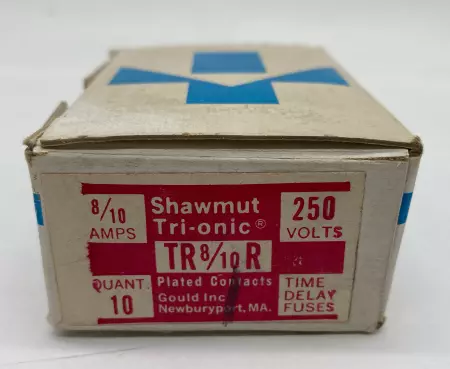 8/10
AMPS
Shawmut
Tri-onic®
250
VOLTS
TR8/10R
QUANT.
10
Plated Contacts
Gould Inc.
Newburyport, MA.
TIME
DELAY
FUSES